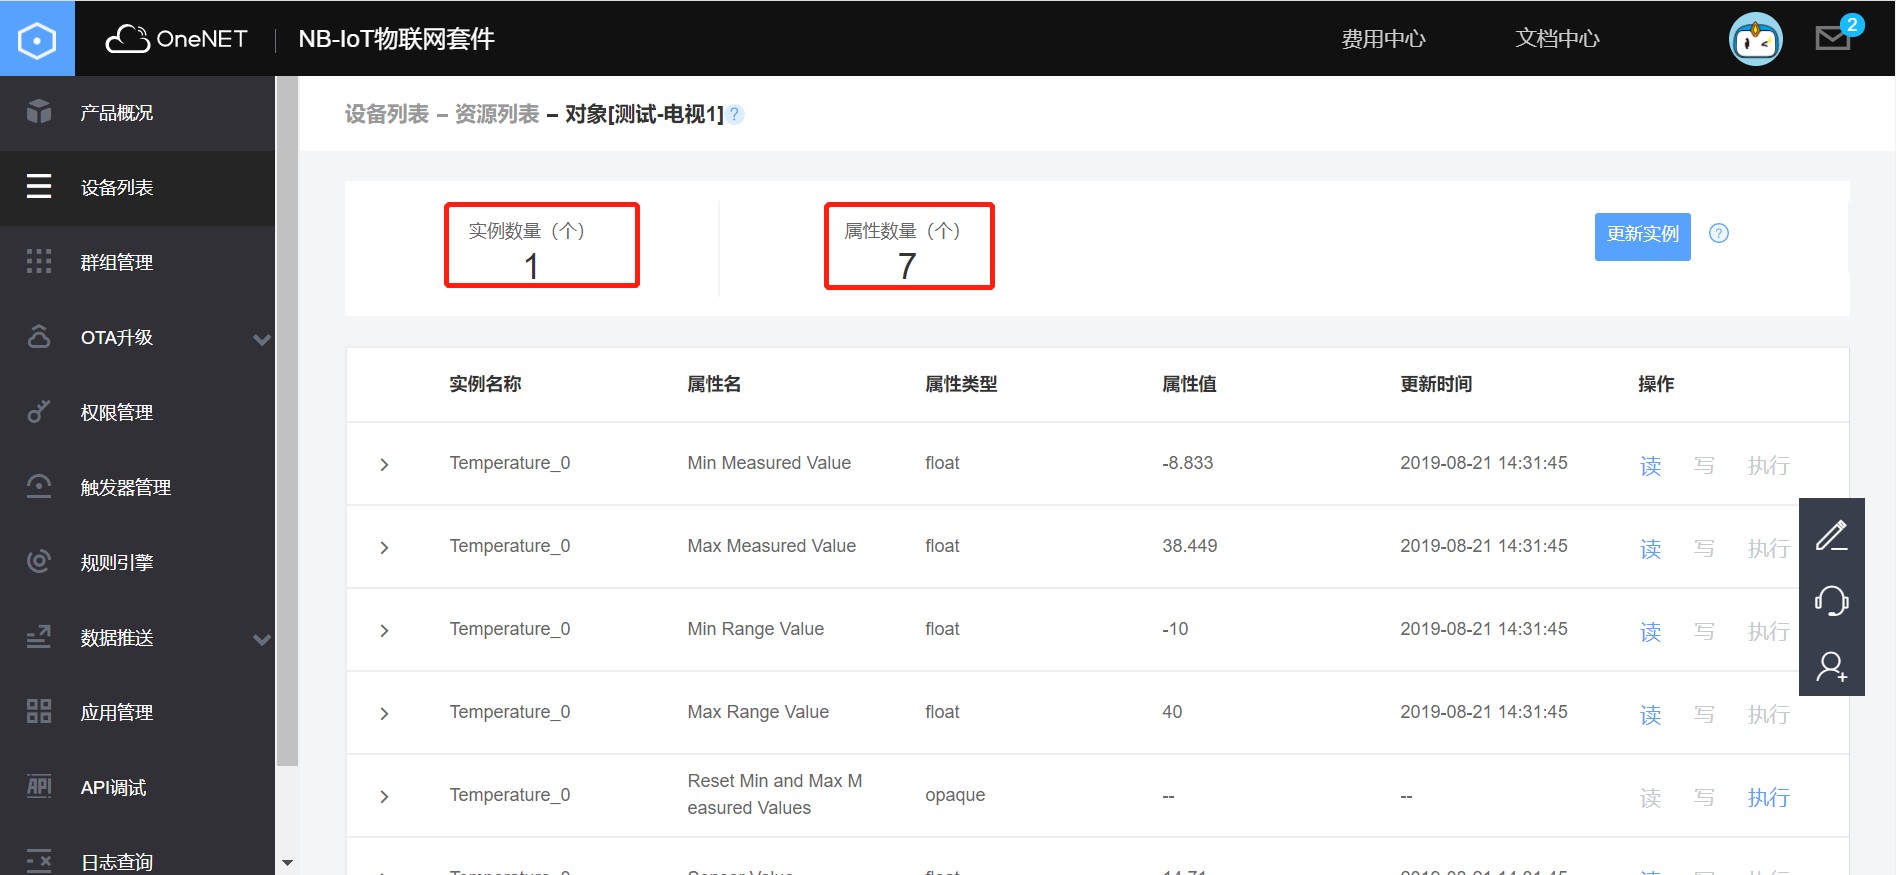 OneNET
NB-IoT物联网套件
费用中心
文档中心
2
产品概况
设备列表
群组管理
OTA升级
权限管理
触发器管理
规则引擎
数据推送
应用管理
API调试
日志查询
设备列表 – 资源列表 – 对象[测试-电视1] ?
实例数量（个）
1
属性数量（个）
7
更新实例 ?
实例名称 属性名 属性类型 属性值 更新时间 操作
Temperature_0 Min Measured Value float -8.833 2019-08-21 14:31:45 读 写 执行
Temperature_0 Max Measured Value float 38.449 2019-08-21 14:31:45 读 写 执行
Temperature_0 Min Range Value float -10 2019-08-21 14:31:45 读 写 执行
Temperature_0 Max Range Value float 40 2019-08-21 14:31:45 读 写 执行
Temperature_0 Reset Min and Max M
easured Values opaque -- -- 读 写 执行